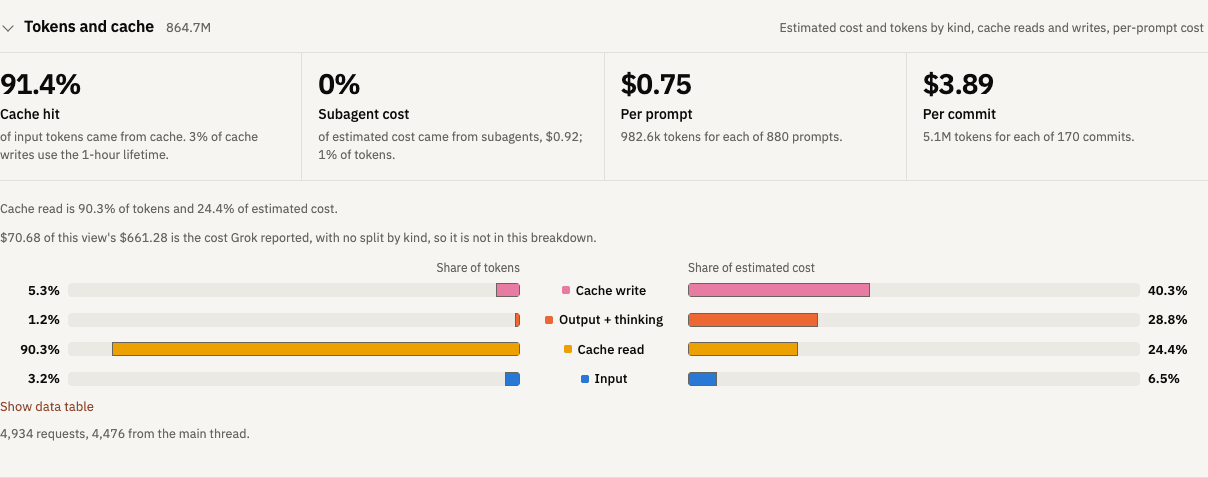 Tokens and cache 864.7M Estimated cost and tokens by kind, cache reads and writes, per-prompt cost
91.4%
Cache hit
of input tokens came from cache. 3% of cache
writes use the 1-hour lifetime.
0%
Subagent cost
of estimated cost came from subagents, $0.92;
1% of tokens.
$0.75
Per prompt
982.6k tokens for each of 880 prompts.
$3.89
Per commit
5.1M tokens for each of 170 commits.
Cache read is 90.3% of tokens and 24.4% of estimated cost.
$70.68 of this view's $661.28 is the cost Grok reported, with no split by kind, so it is not in this breakdown.
Share of tokens Share of estimated cost
5.3% Cache write 40.3%
1.2% Output + thinking 28.8%
90.3% Cache read 24.4%
3.2% Input 6.5%
Show data table
4,934 requests, 4,476 from the main thread.